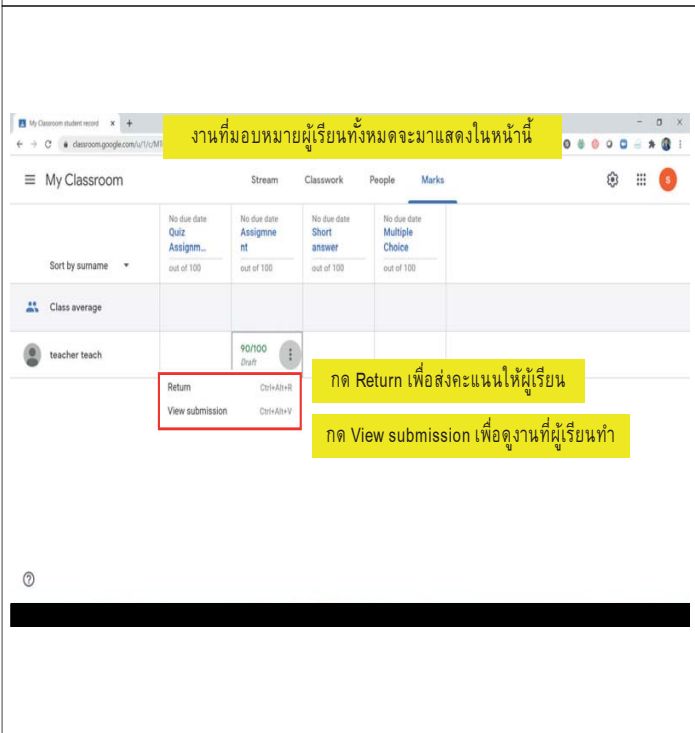 My Classroom student record
งานที่มอบหมายผู้เรียนทั้งหมดจะมาแสดงในหน้านี้
classroom.google.com/u/1/c/MT
My Classroom
Stream Classwork People Marks
S
No due date No due date No due date No due date
Quiz Assignme Short Multiple
Assignm... nt answer Choice
Sort by surname out of 100 out of 100 out of 100 out of 100
Class average
teacher teach 90/100
Draft
Return Ctrl+Alt+R
กด Return เพื่อส่งคะแนนให้ผู้เรียน
View submission Ctrl+Alt+V
กด View submission เพื่อดูงานที่ผู้เรียนทำ